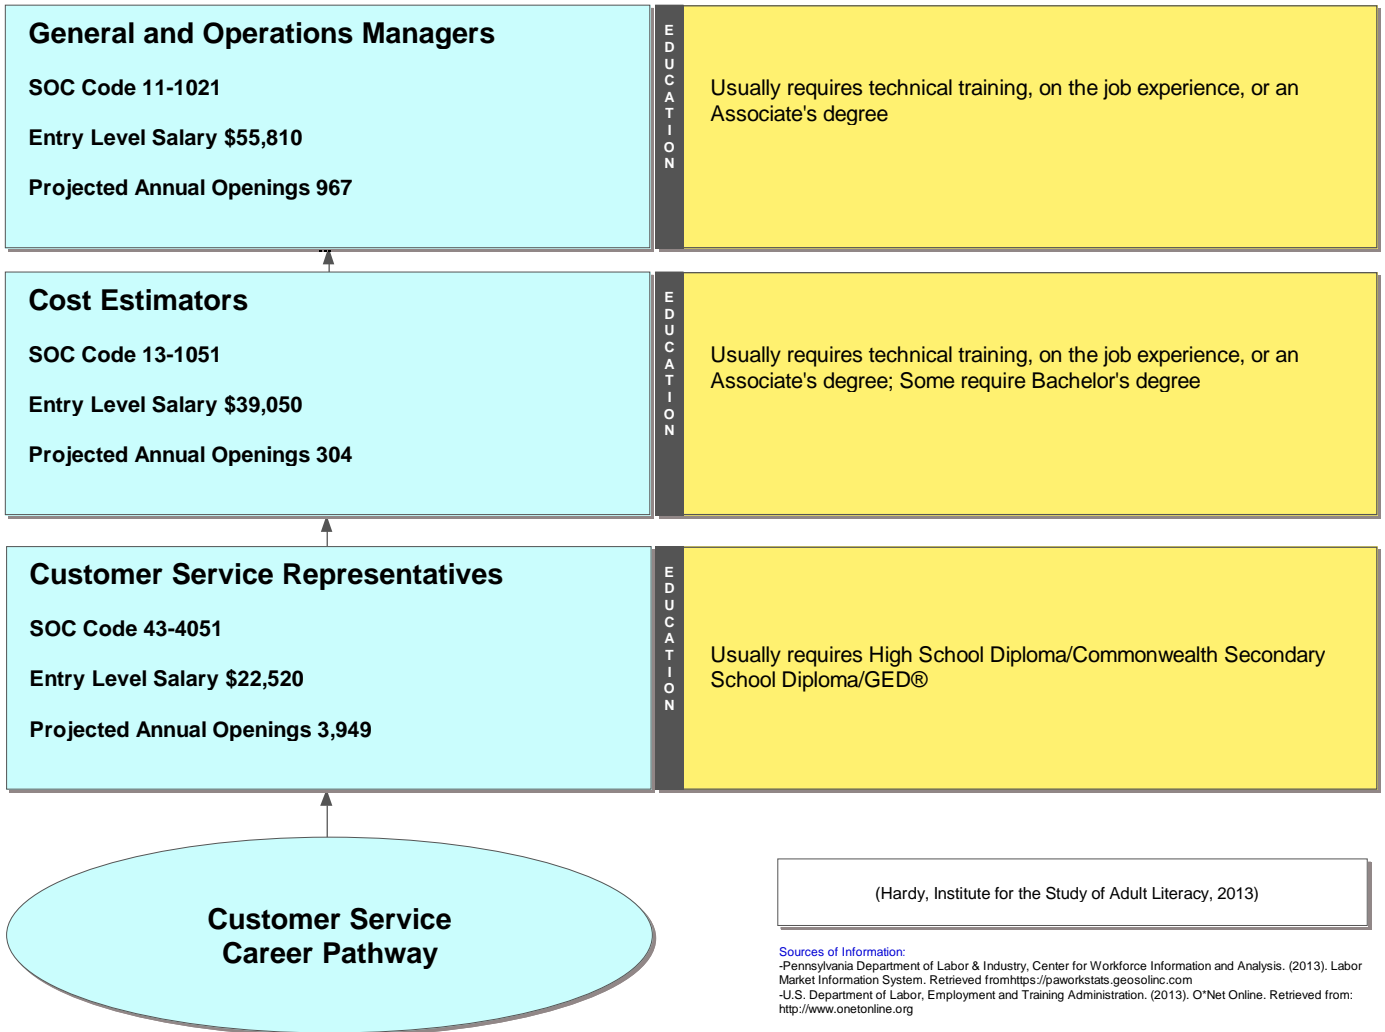 General and Operations Managers
SOC Code 11-1021
Entry Level Salary $55,810
Projected Annual Openings 967
EDUCATION
Usually requires technical training, on the job experience, or an
Associate's degree
Cost Estimators
SOC Code 13-1051
Entry Level Salary $39,050
Projected Annual Openings 304
EDUCATION
Usually requires technical training, on the job experience, or an
Associate's degree; Some require Bachelor's degree
Customer Service Representatives
SOC Code 43-4051
Entry Level Salary $22,520
Projected Annual Openings 3,949
EDUCATION
Usually requires High School Diploma/Commonwealth Secondary
School Diploma/GED®
Customer Service
Career Pathway
(Hardy, Institute for the Study of Adult Literacy, 2013)
Sources of Information:
-Pennsylvania Department of Labor & Industry, Center for Workforce Information and Analysis. (2013). Labor
Market Information System. Retrieved fromhttps://paworkstats.geosolinc.com
-U.S. Department of Labor, Employment and Training Administration. (2013). O*Net Online. Retrieved from:
http://www.onetonline.org